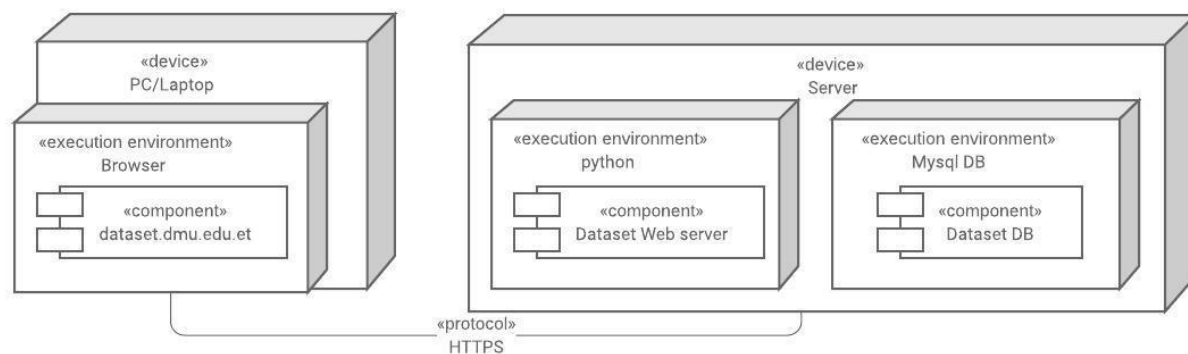 «device»
PC/Laptop
«execution environment»
Browser
«component»
dataset.dmu.edu.et
«device»
Server
«execution environment»
python
«component»
Dataset Web server
«execution environment»
Mysql DB
«component»
Dataset DB
«protocol»
HTTPS